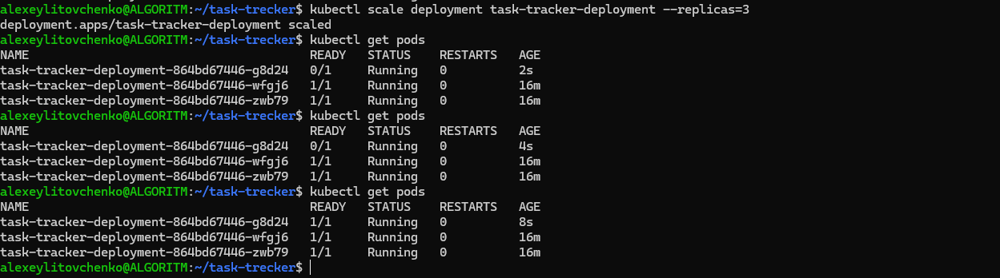 alexeylitovchenko@ALGORITM:~/task-trecker$ kubectl scale deployment task-tracker-deployment --replicas=3
deployment.apps/task-tracker-deployment scaled
alexeylitovchenko@ALGORITM:~/task-trecker$ kubectl get pods
NAME                                       READY   STATUS    RESTARTS   AGE
task-tracker-deployment-864bd67446-g8d24   0/1     Running   0          2s
task-tracker-deployment-864bd67446-wfgj6   1/1     Running   0          16m
task-tracker-deployment-864bd67446-zwb79   1/1     Running   0          16m
alexeylitovchenko@ALGORITM:~/task-trecker$ kubectl get pods
NAME                                       READY   STATUS    RESTARTS   AGE
task-tracker-deployment-864bd67446-g8d24   0/1     Running   0          4s
task-tracker-deployment-864bd67446-wfgj6   1/1     Running   0          16m
task-tracker-deployment-864bd67446-zwb79   1/1     Running   0          16m
alexeylitovchenko@ALGORITM:~/task-trecker$ kubectl get pods
NAME                                       READY   STATUS    RESTARTS   AGE
task-tracker-deployment-864bd67446-g8d24   1/1     Running   0          8s
task-tracker-deployment-864bd67446-wfgj6   1/1     Running   0          16m
task-tracker-deployment-864bd67446-zwb79   1/1     Running   0          16m
alexeylitovchenko@ALGORITM:~/task-trecker$